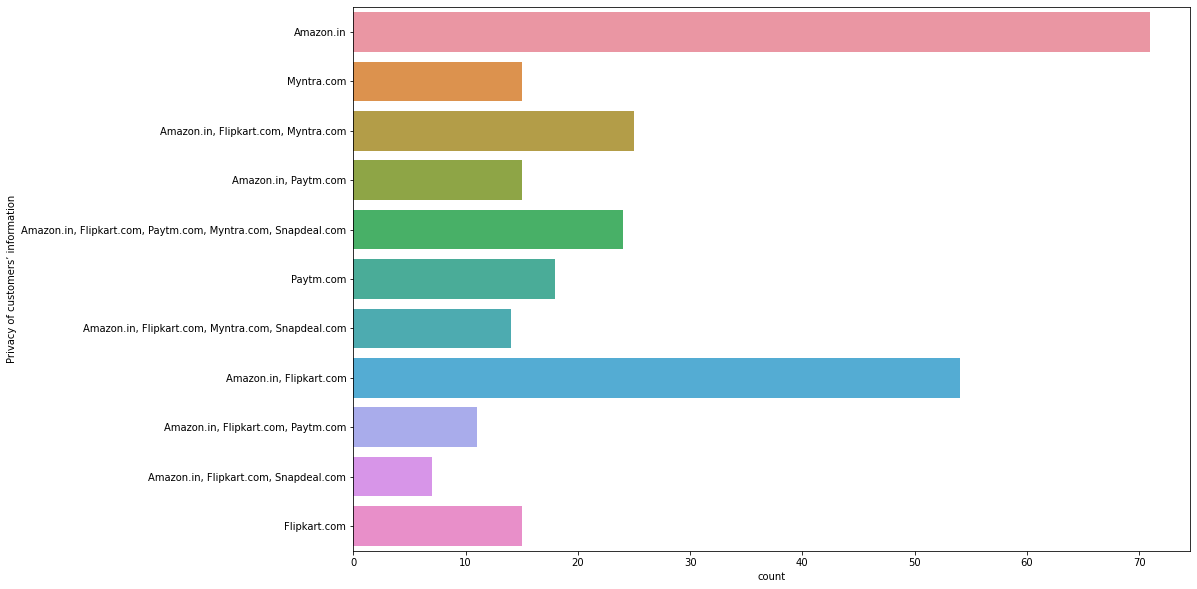 Privacy of customers’ information
Amazon.in
Myntra.com
Amazon.in, Flipkart.com, Myntra.com
Amazon.in, Paytm.com
Amazon.in, Flipkart.com, Paytm.com, Myntra.com, Snapdeal.com
Paytm.com
Amazon.in, Flipkart.com, Myntra.com, Snapdeal.com
Amazon.in, Flipkart.com
Amazon.in, Flipkart.com, Paytm.com
Amazon.in, Flipkart.com, Snapdeal.com
Flipkart.com
0 10 20 30 40 50 60 70
count